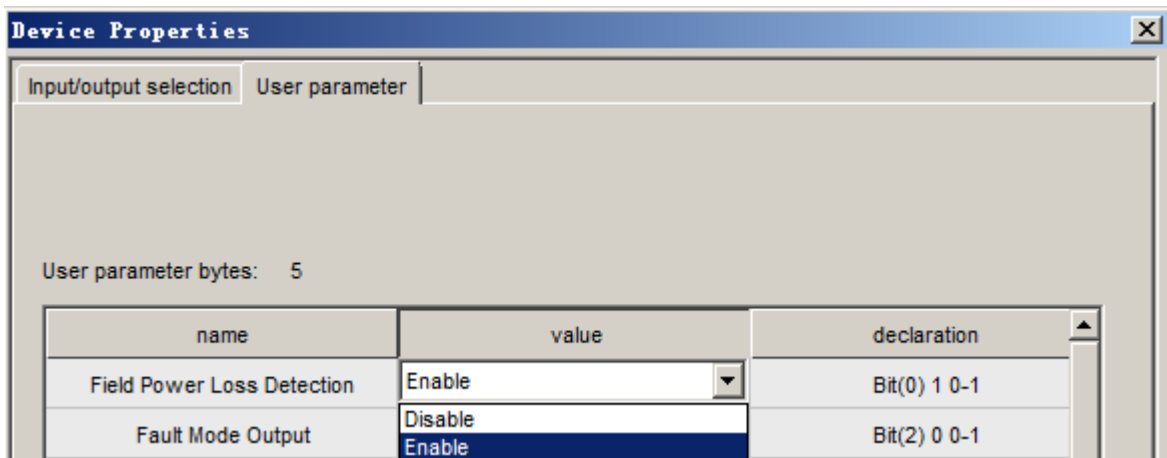 Device Properties
Input/output selection User parameter
User parameter bytes: 5
name value declaration
Field Power Loss Detection Enable Bit(0) 1 0-1
Disable
Fault Mode Output Bit(2) 0 0-1
Enable